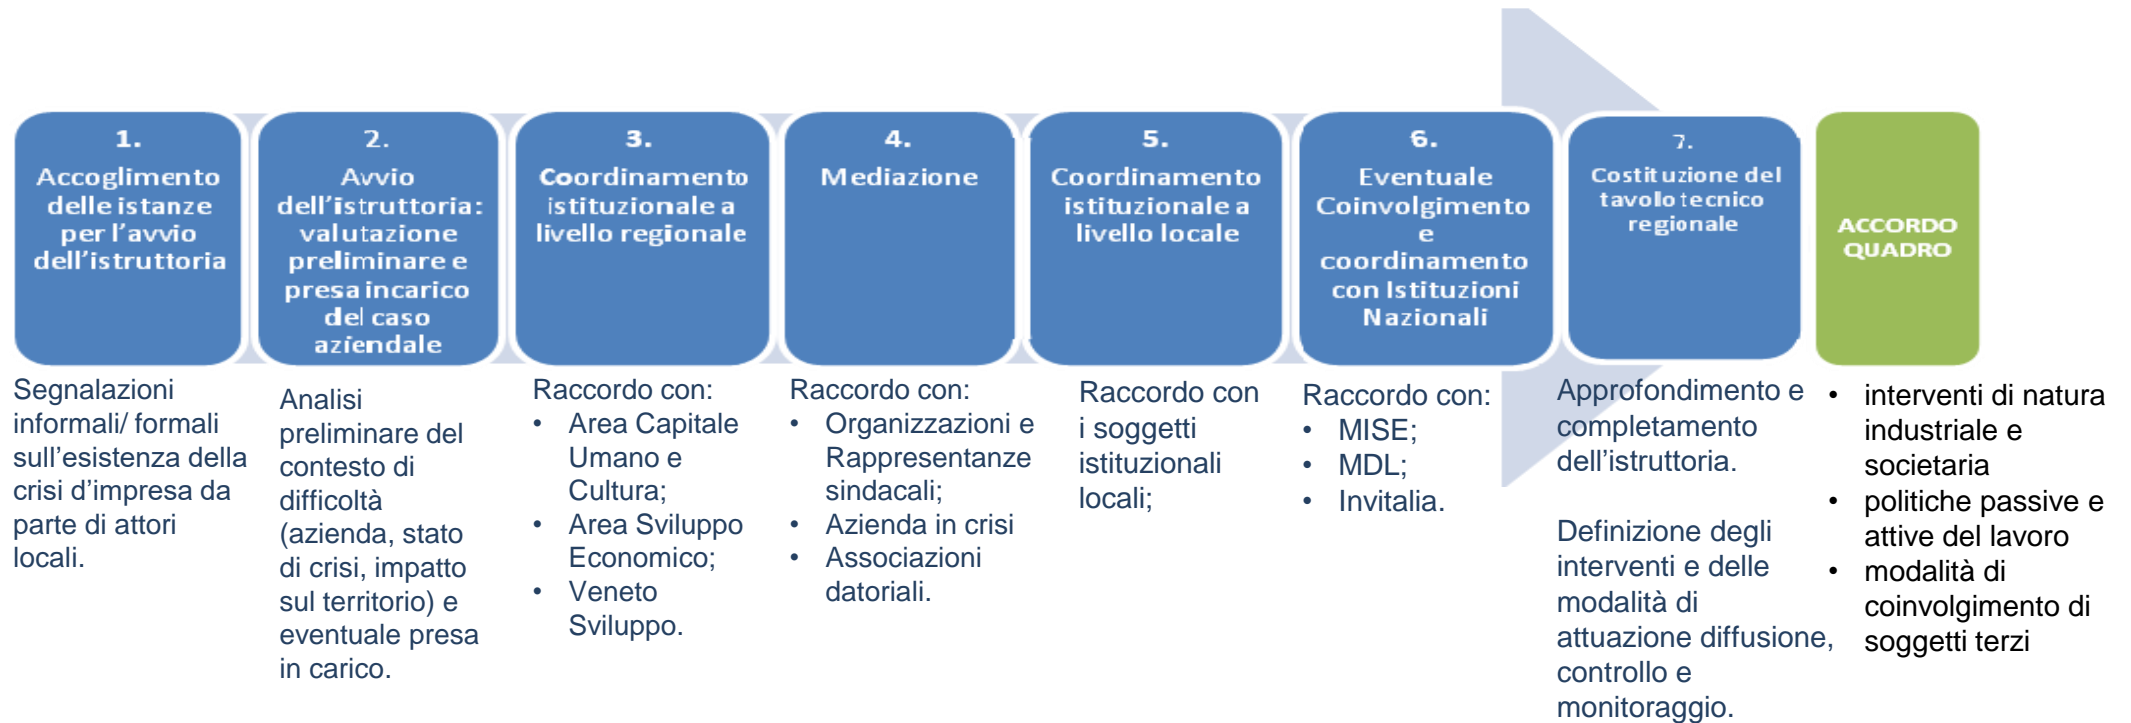 1.
Accoglimento
delle istanze
per l'avvio
dell'istruttoria
2.
Avvio
dell'istruttoria:
valutazione
preliminare e
presa incarico
del caso
aziendale
3.
Coordinamento
istituzionale a
livello regionale
4.
Mediazione
5.
Coordinamento
istituzionale a
livello locale
6.
Eventuale
Coinvolgimento
e
coordinamento
con Istituzioni
Nazionali
7.
Costituzione del
tavolo tecnico
regionale
ACCORDO
QUADRO
Segnalazioni
informali/ formali
sull'esistenza della
crisi d'impresa da
parte di attori
locali.
Analisi
preliminare del
contesto di
difficoltà
(azienda, stato
di crisi, impatto
sul territorio) e
eventuale presa
in carico.
Raccordo con:
• Area Capitale
Umano e
Cultura;
• Area Sviluppo
Economico;
• Veneto
Sviluppo.
Raccordo con:
• Organizzazioni e
Rappresentanze
sindacali;
• Azienda in crisi
• Associazioni
datoriali.
Raccordo con
i soggetti
istituzionali
locali;
Raccordo con:
• MISE;
• MDL;
• Invitalia.
Approfondimento e
completamento
dell'istruttoria.
Definizione degli
interventi e delle
modalità di
attuazione diffusione,
controllo e
monitoraggio.
• interventi di natura
industriale e
societaria
• politiche passive e
attive del lavoro
• modalità di
coinvolgimento di
soggetti terzi